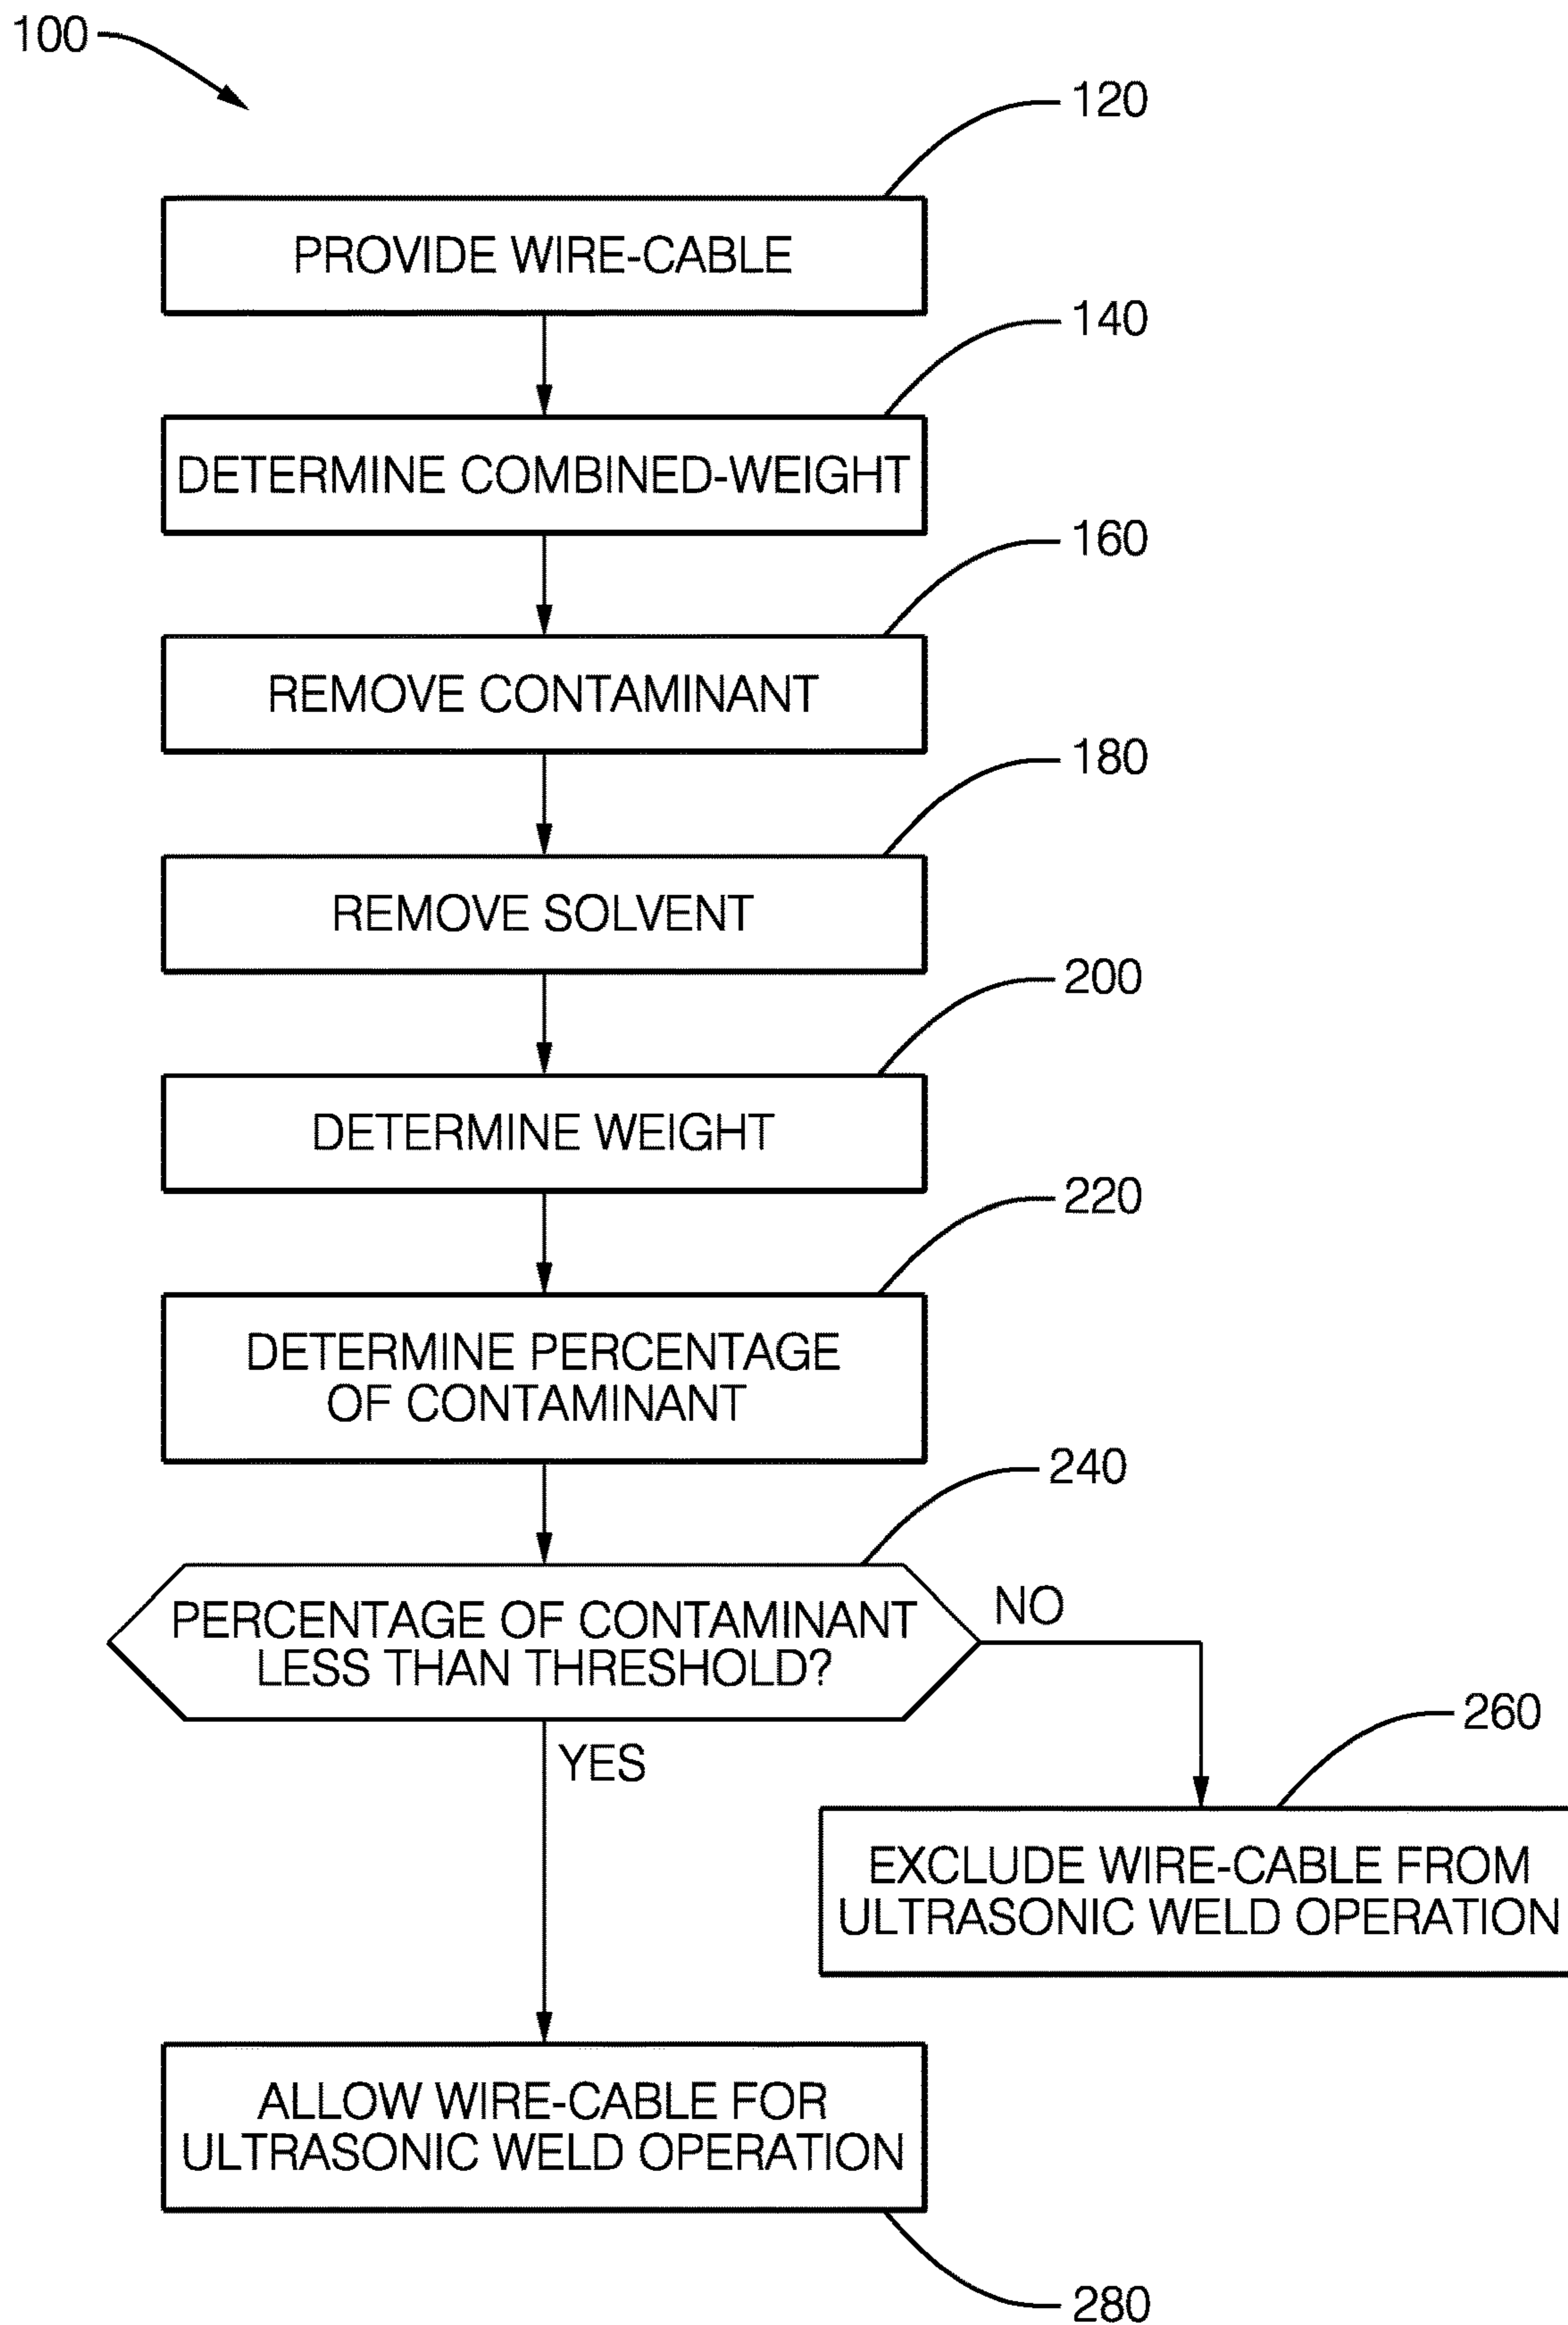 100
120
PROVIDE WIRE-CABLE
140
DETERMINE COMBINED-WEIGHT
160
REMOVE CONTAMINANT
180
REMOVE SOLVENT
200
DETERMINE WEIGHT
220
DETERMINE PERCENTAGE
OF CONTAMINANT
240
PERCENTAGE OF CONTAMINANT
LESS THAN THRESHOLD?
NO
YES
260
EXCLUDE WIRE-CABLE FROM
ULTRASONIC WELD OPERATION
ALLOW WIRE-CABLE FOR
ULTRASONIC WELD OPERATION
280